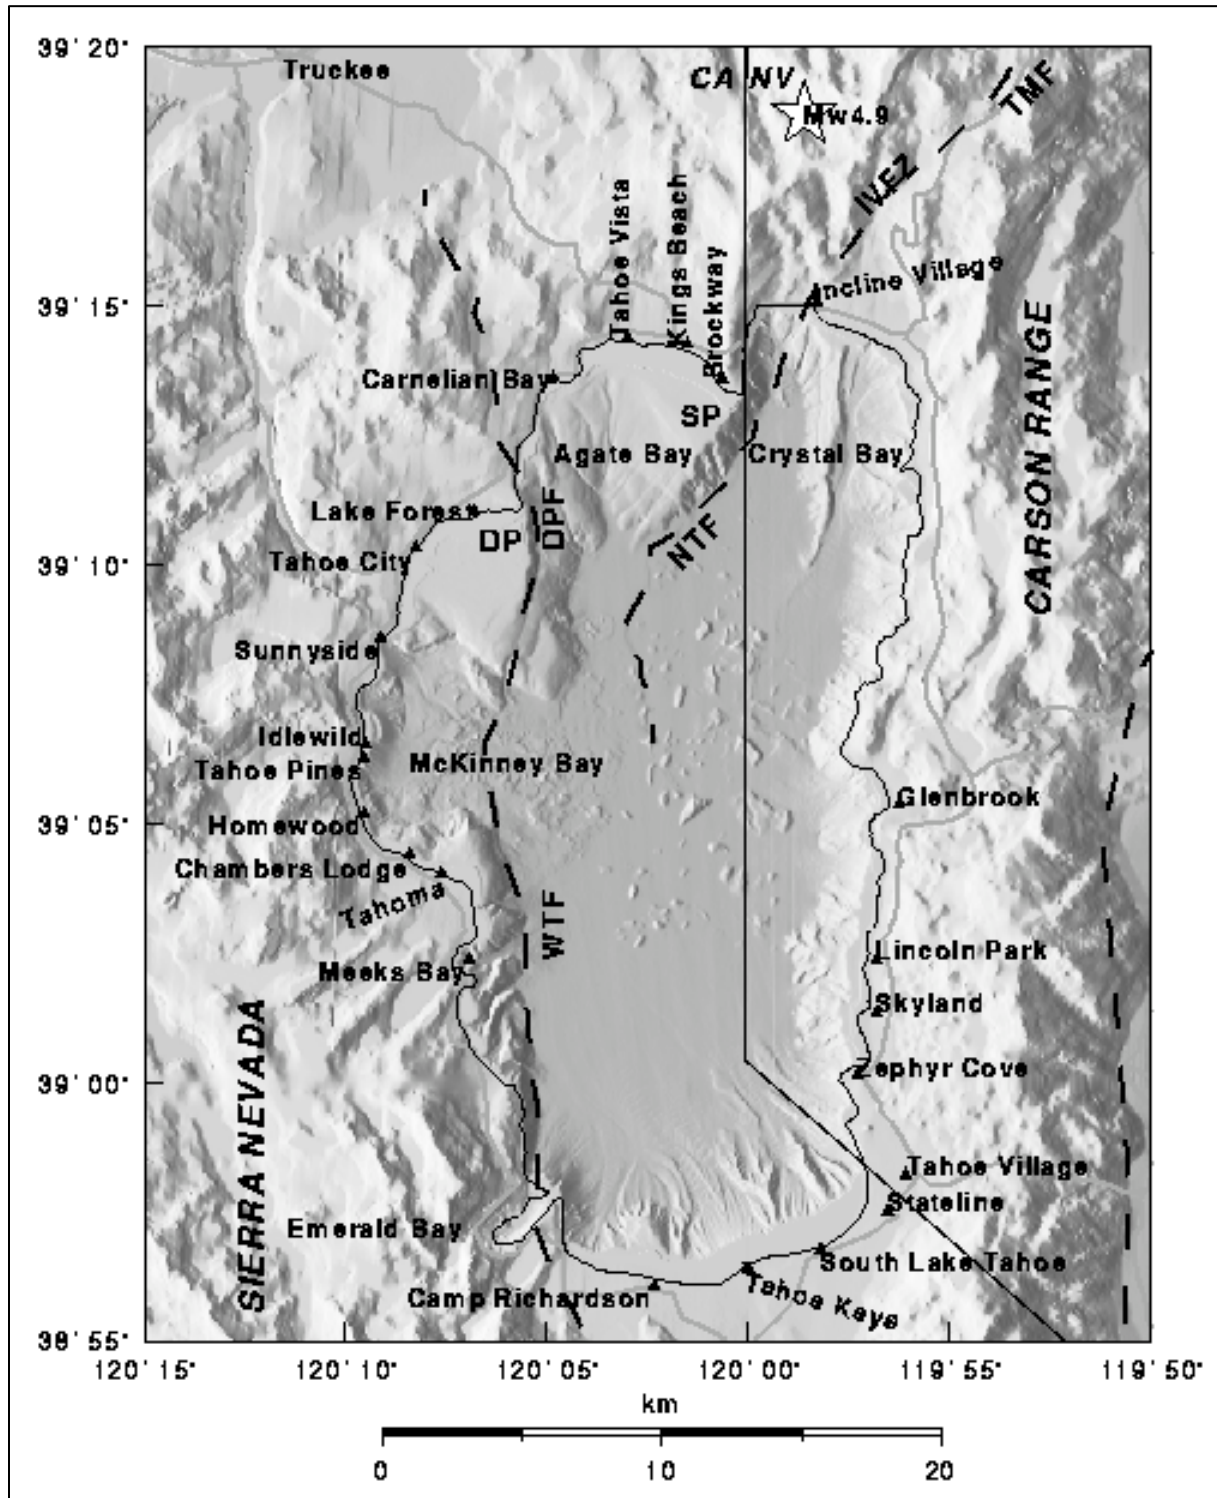 39° 20'
Truckee
CA NV
Mw4.9
TMF
IVFZ
Tahoe Vista
Kings Beach
Brockway
Incline Village
39° 15'
CARSON RANGE
Carnelian Bay
SP
Agate Bay
Crystal Bay
Lake Forest
DP
DPF
NTF
39° 10'
Tahoe City
Sunnyside
Idlewild
McKinney Bay
Tahoe Pines
Glenbrook
39° 05'
Homewood
Chambers Lodge
Tahoma
WTF
Lincoln Park
Meeks Bay
Skyland
Zephyr Cove
39° 00'
SIERRA NEVADA
Tahoe Village
Stateline
Emerald Bay
South Lake Tahoe
Camp Richardson
Tahoe Keys
38° 55'
120° 15' 120° 10' 120° 05' 120° 00' 119° 55' 119° 50'
km
0 10 20